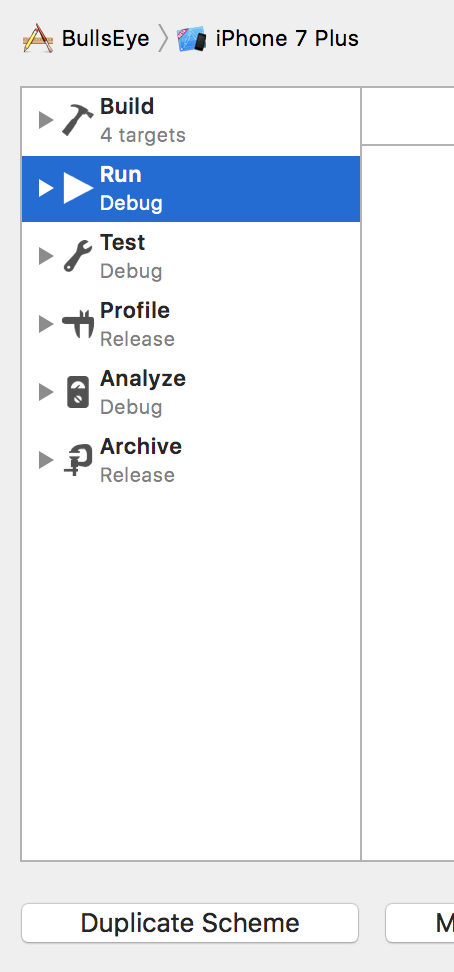 BullsEye iPhone 7 Plus
Build
4 targets
Run
Debug
Test
Debug
Profile
Release
Analyze
Debug
Archive
Release
Duplicate Scheme